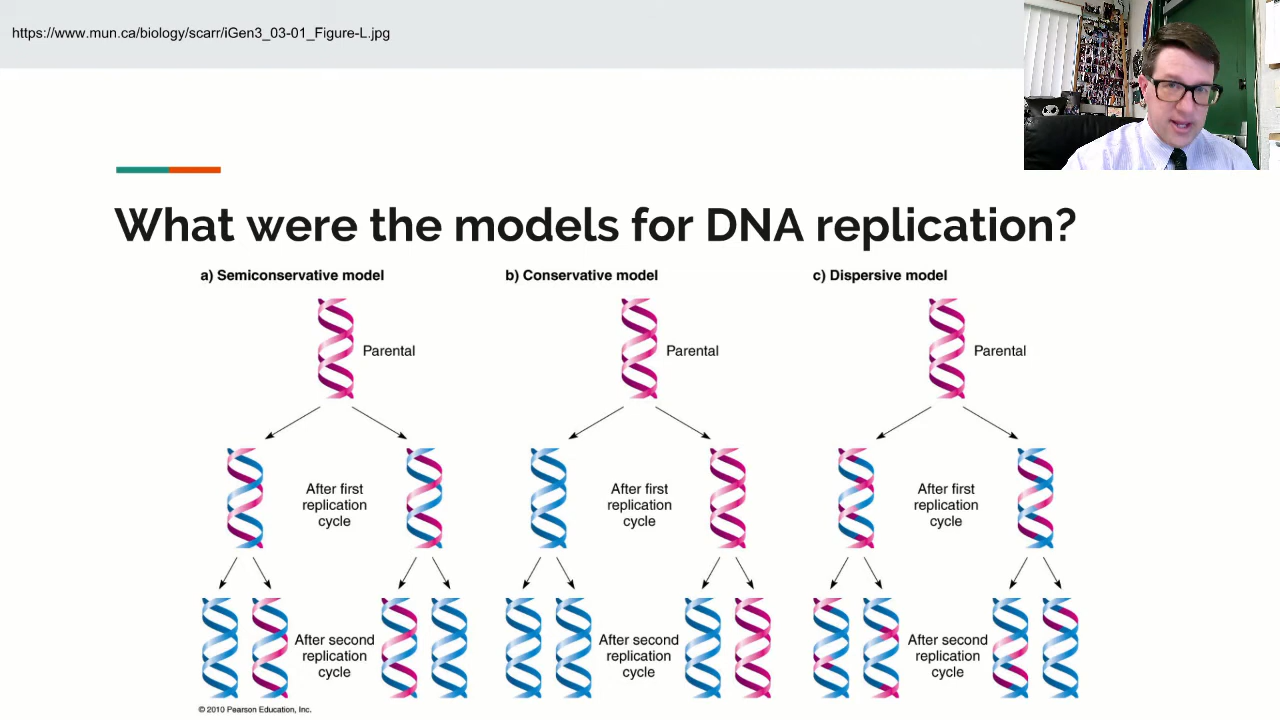 https://www.mun.ca/biology/scarr/iGen3_03-01_Figure-L.jpg
What were the models for DNA replication?
a) Semiconservative model
Parental
After first
replication
cycle
After second
replication
cycle
b) Conservative model
Parental
After first
replication
cycle
After second
replication
cycle
c) Dispersive model
Parental
After first
replication
cycle
After second
replication
cycle
© 2010 Pearson Education, Inc.